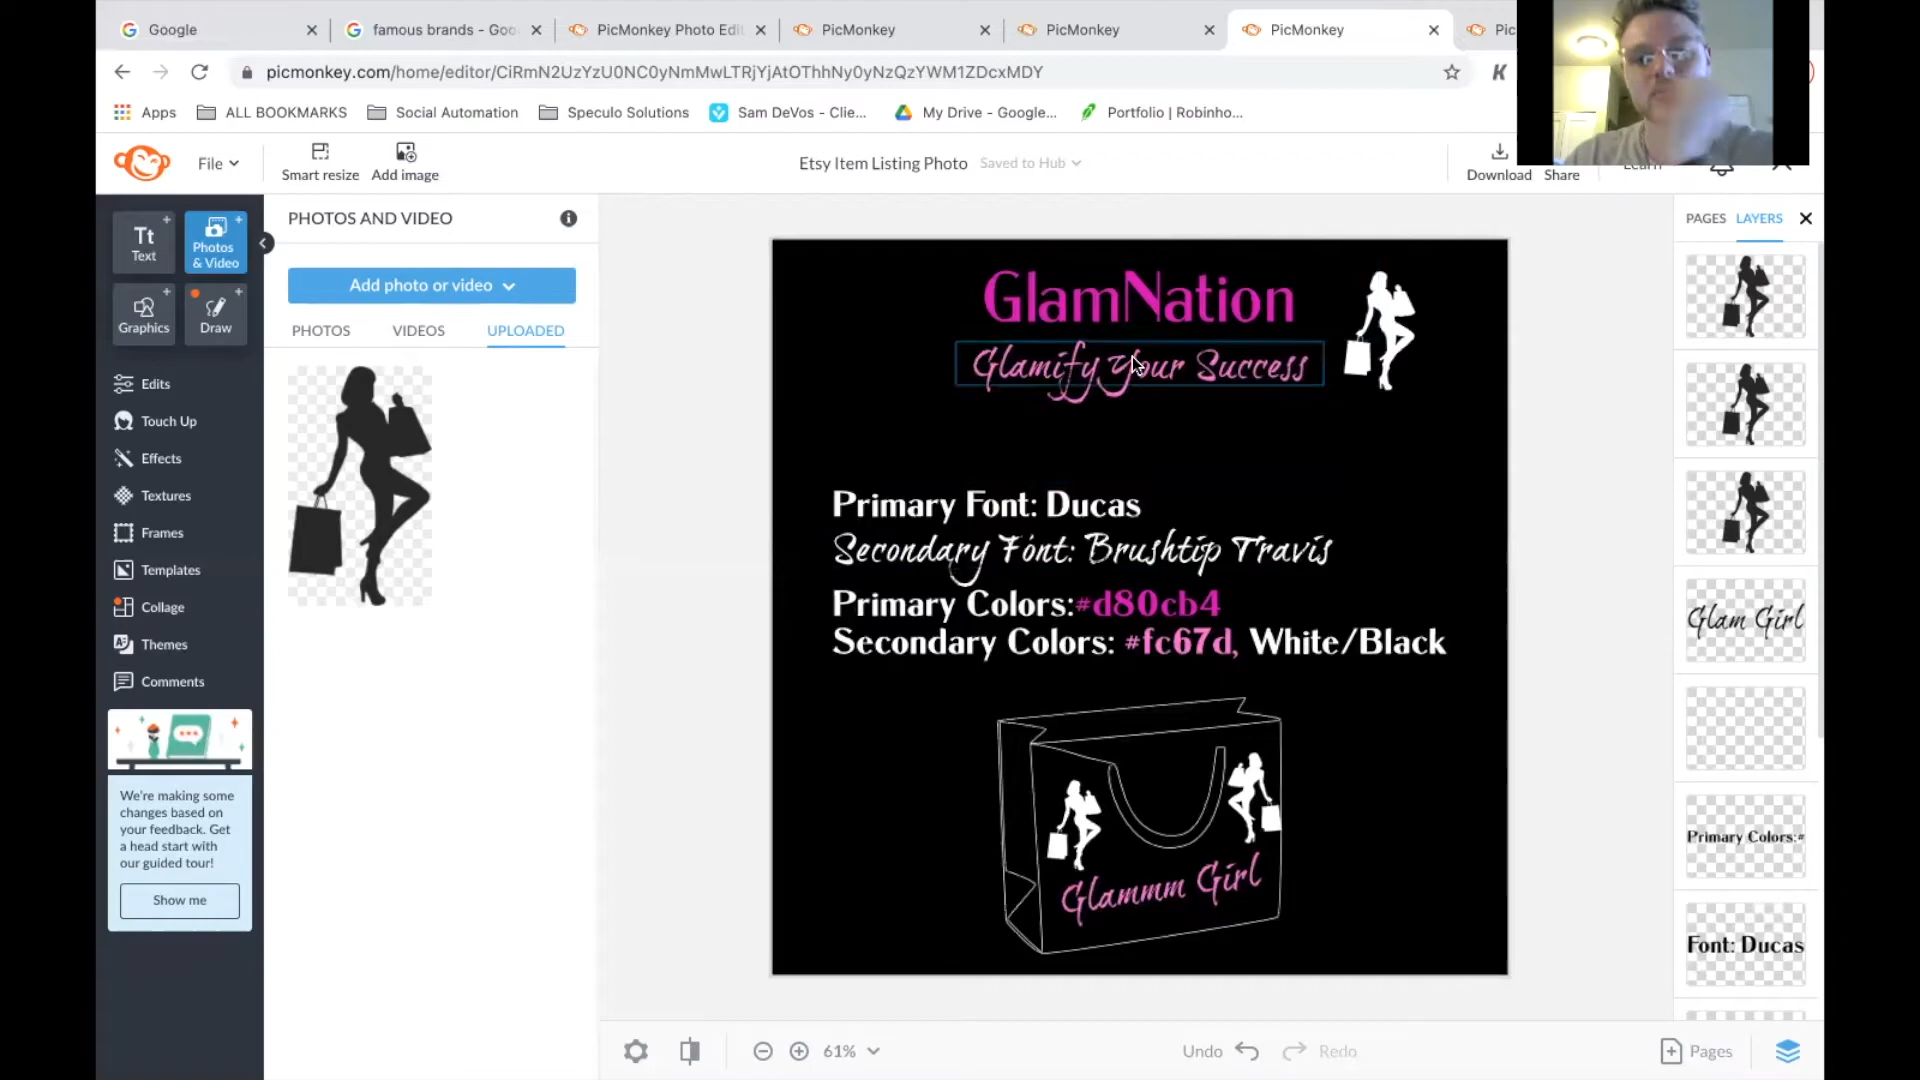 Google
famous brands - Goo
PicMonkey Photo Edit
PicMonkey
PicMonkey
PicMonkey
Pic
picmonkey.com/home/editor/CiRmN2UzYzU0NC0yNmMwLTRjYjAtOThhNy0yNzQzYWM1ZDcxMDY
Apps
ALL BOOKMARKS
Social Automation
Speculo Solutions
Sam DeVos - Clie...
My Drive - Google...
Portfolio | Robinho...
File
Smart resize
Add image
Etsy Item Listing Photo
Saved to Hub
Download
Share
Learn
Tt
Text
Photos
& Video
Graphics
Draw
Edits
Touch Up
Effects
Textures
Frames
Templates
Collage
Themes
Comments
We're making some
changes based on
your feedback. Get
a head start with
our guided tour!
Show me
PHOTOS AND VIDEO
Add photo or video
PHOTOS
VIDEOS
UPLOADED
GlamNation
Glamify Your Success
Primary Font: Ducas
Secondary Font: Brushtip Travis
Primary Colors:#d80cb4
Secondary Colors: #fc67d, White/Black
Glammm Girl
PAGES
LAYERS
Glam Girl
Primary Colors:#
Font: Ducas
61%
Undo
Redo
Pages